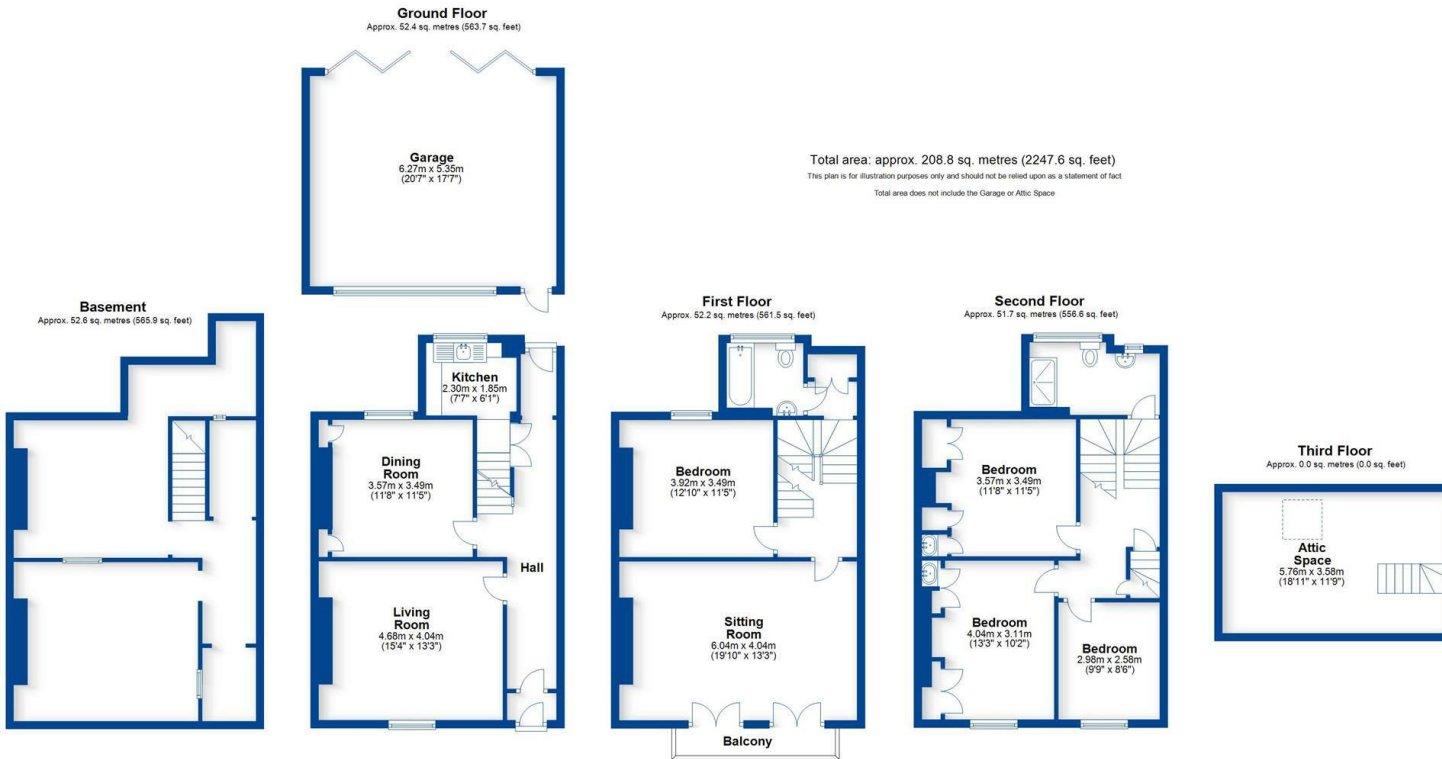 Ground Floor
Approx. 52.4 sq. metres (563.7 sq. feet)
Garage
6.27m x 5.35m
(20'7" x 17'7")
Total area: approx. 208.8 sq. metres (2247.6 sq. feet)
This plan is for illustration purposes only and should not be relied upon as a statement of fact
Total area does not include the Garage or Attic Space
Basement
Approx. 52.6 sq. metres (565.9 sq. feet)
Kitchen
2.30m x 1.85m
(7'7" x 6'1")
Dining
Room
3.57m x 3.49m
(11'8" x 11'5")
Hall
Living
Room
4.68m x 4.04m
(15'4" x 13'3")
First Floor
Approx. 52.2 sq. metres (561.5 sq. feet)
Bedroom
3.92m x 3.49m
(12'10" x 11'5")
Sitting
Room
6.04m x 4.04m
(19'10" x 13'3")
Balcony
Second Floor
Approx. 51.7 sq. metres (556.6 sq. feet)
Bedroom
3.57m x 3.49m
(11'8" x 11'5")
Bedroom
4.04m x 3.11m
(13'3" x 10'2")
Bedroom
2.98m x 2.58m
(9'9" x 8'6")
Third Floor
Approx. 0.0 sq. metres (0.0 sq. feet)
Attic
Space
5.76m x 3.58m
(18'11" x 11'9")